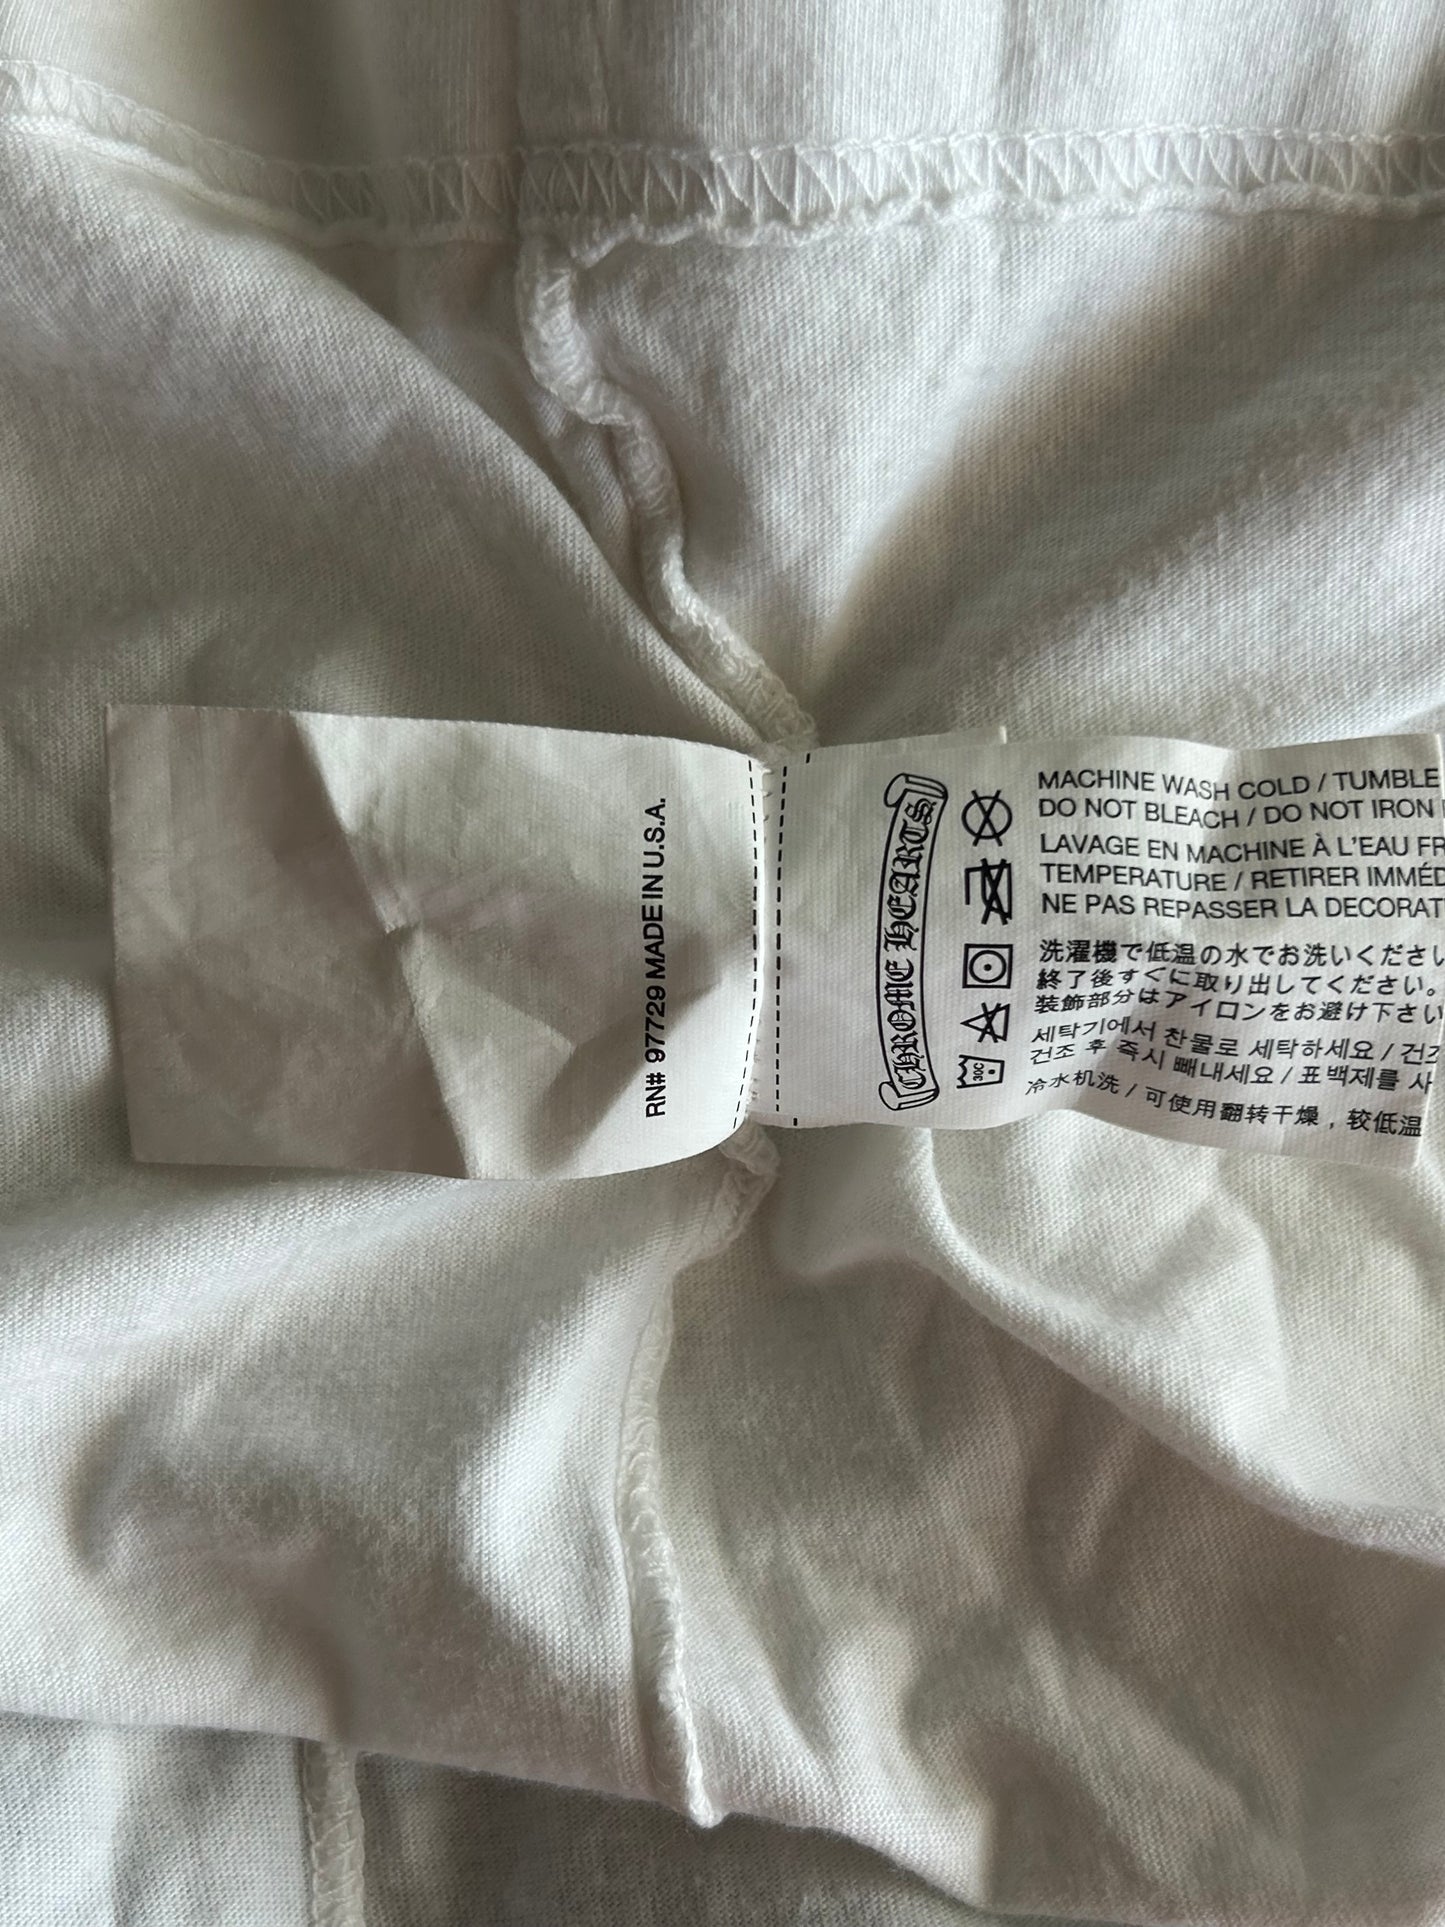 RN# 97729 MADE IN U.S.A.
CHROME HEARTS
30C
MACHINE WASH COLD / TUMBLE
DO NOT BLEACH / DO NOT IRON
LAVAGE EN MACHINE À L'EAU FR
TEMPERATURE / RETIRER IMMÉD
NE PAS REPASSER LA DECORAT
洗濯機で低温の水でお洗いください
終了後すぐに取り出してください。
装飾部分はアイロンをお避け下さい
세탁기에서 찬물로 세탁하세요 / 건조
건조 후 즉시 빼내세요 / 표백제를 사
冷水机洗 / 可使用翻转干燥，较低温